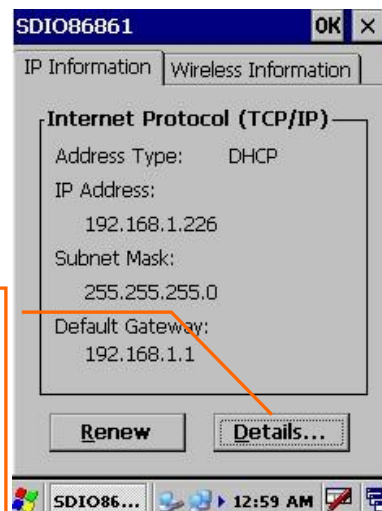 SDIO86861 OK ×
IP Information Wireless Information
Internet Protocol (TCP/IP)
Address Type: DHCP
IP Address:
192.168.1.226
Subnet Mask:
255.255.255.0
Default Gateway:
192.168.1.1
Renew Details...
SDIO86... 12:59 AM